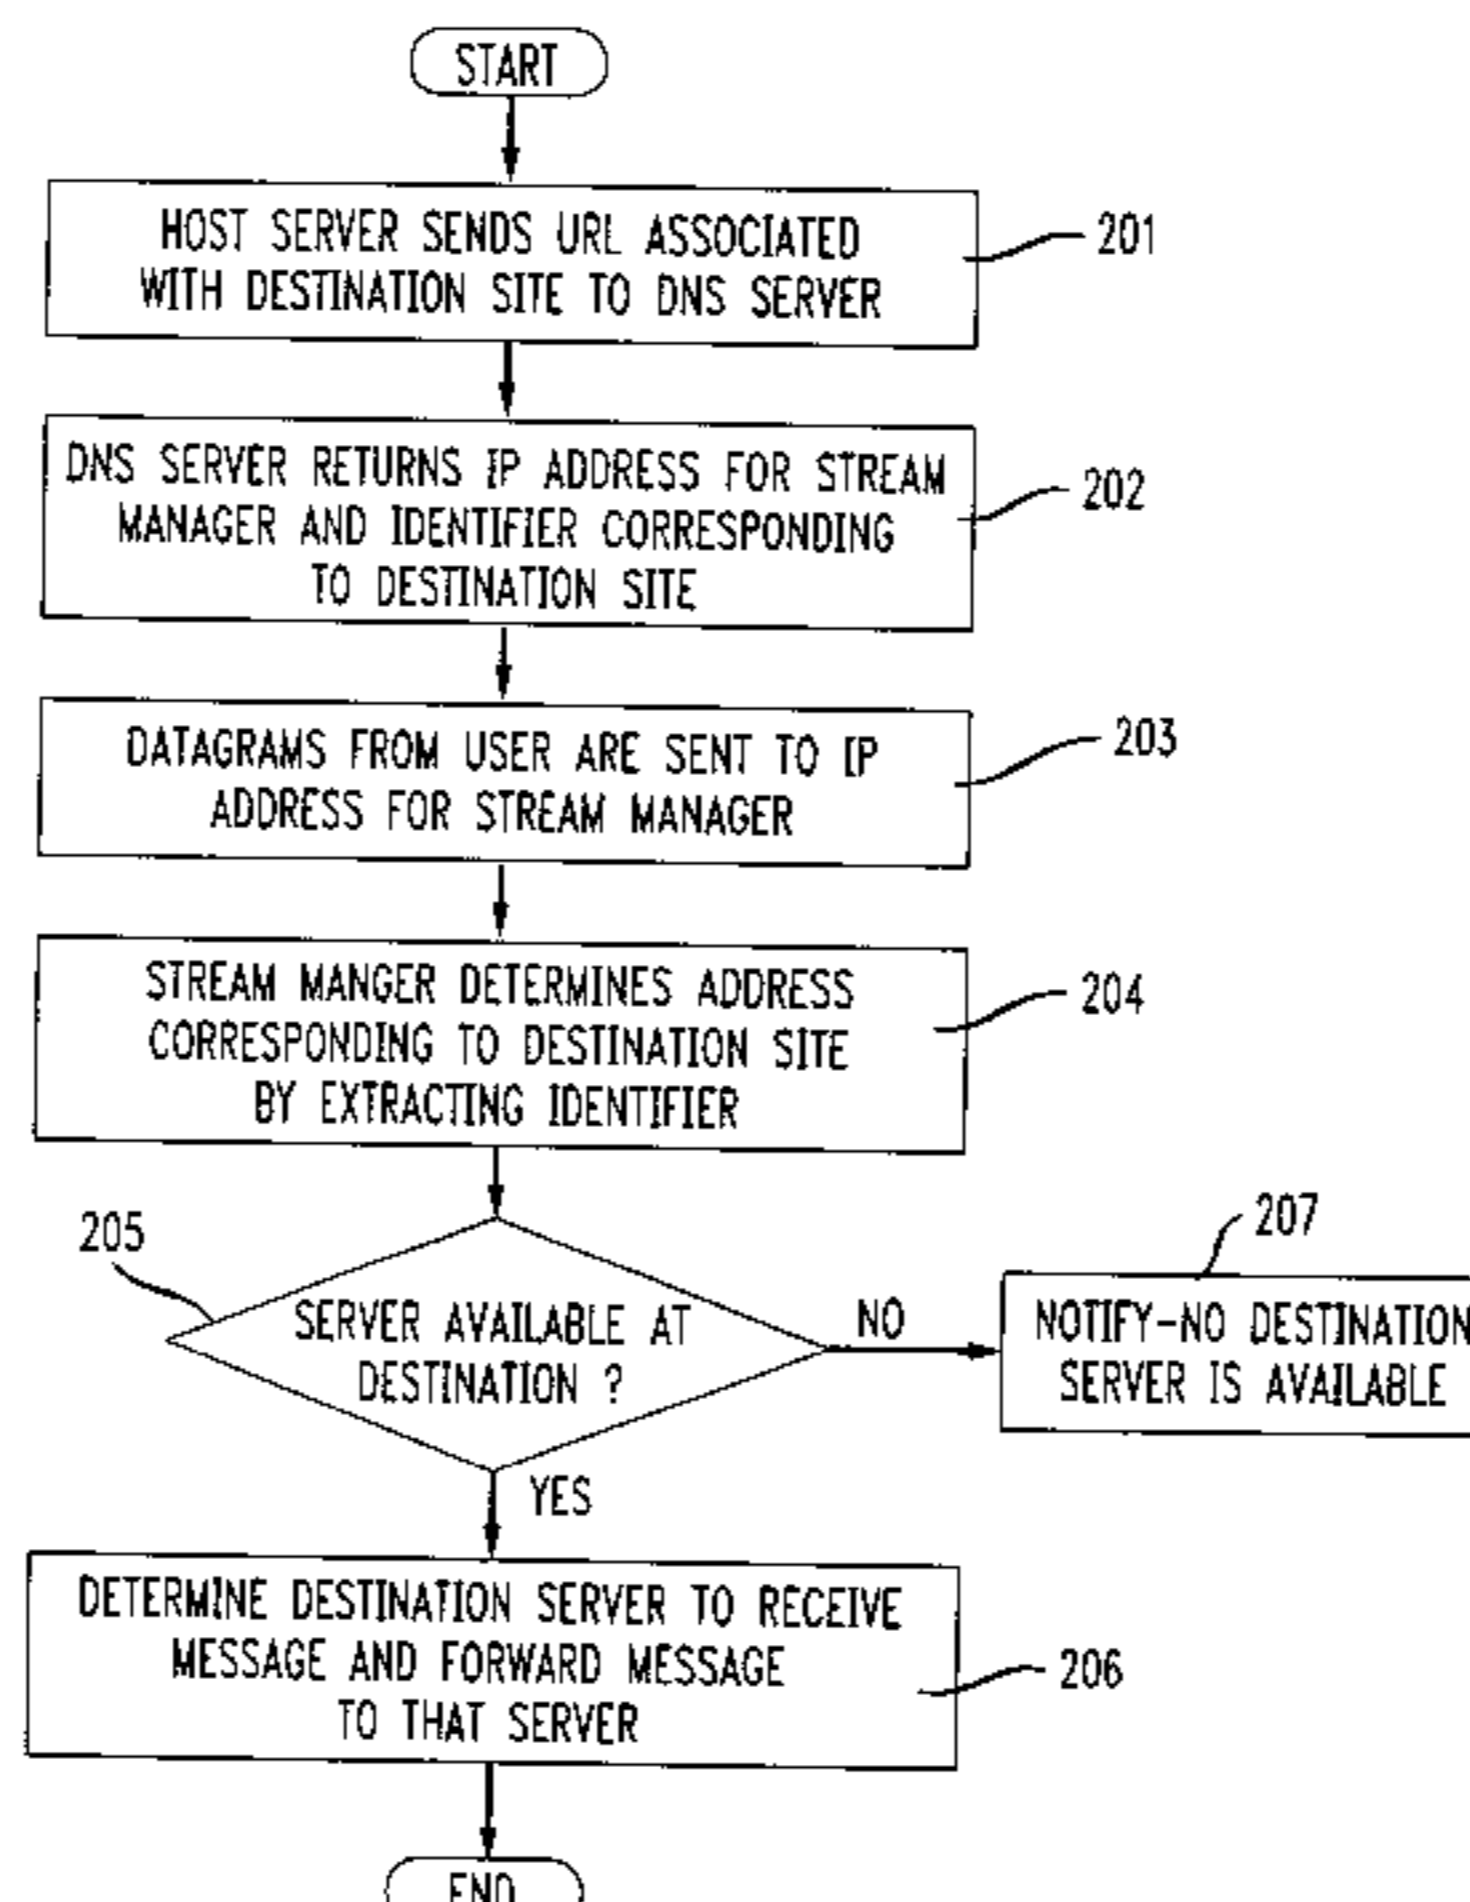 START
HOST SERVER SENDS URL ASSOCIATED
WITH DESTINATION SITE TO DNS SERVER
201
DNS SERVER RETURNS IP ADDRESS FOR STREAM
MANAGER AND IDENTIFIER CORRESPONDING
TO DESTINATION SITE
202
DATAGRAMS FROM USER ARE SENT TO IP
ADDRESS FOR STREAM MANAGER
203
STREAM MANGER DETERMINES ADDRESS
CORRESPONDING TO DESTINATION SITE
BY EXTRACTING IDENTIFIER
204
205
SERVER AVAILABLE AT
DESTINATION ?
NO
207
NOTIFY-NO DESTINATION
SERVER IS AVAILABLE
YES
DETERMINE DESTINATION SERVER TO RECEIVE
MESSAGE AND FORWARD MESSAGE
TO THAT SERVER
206
END